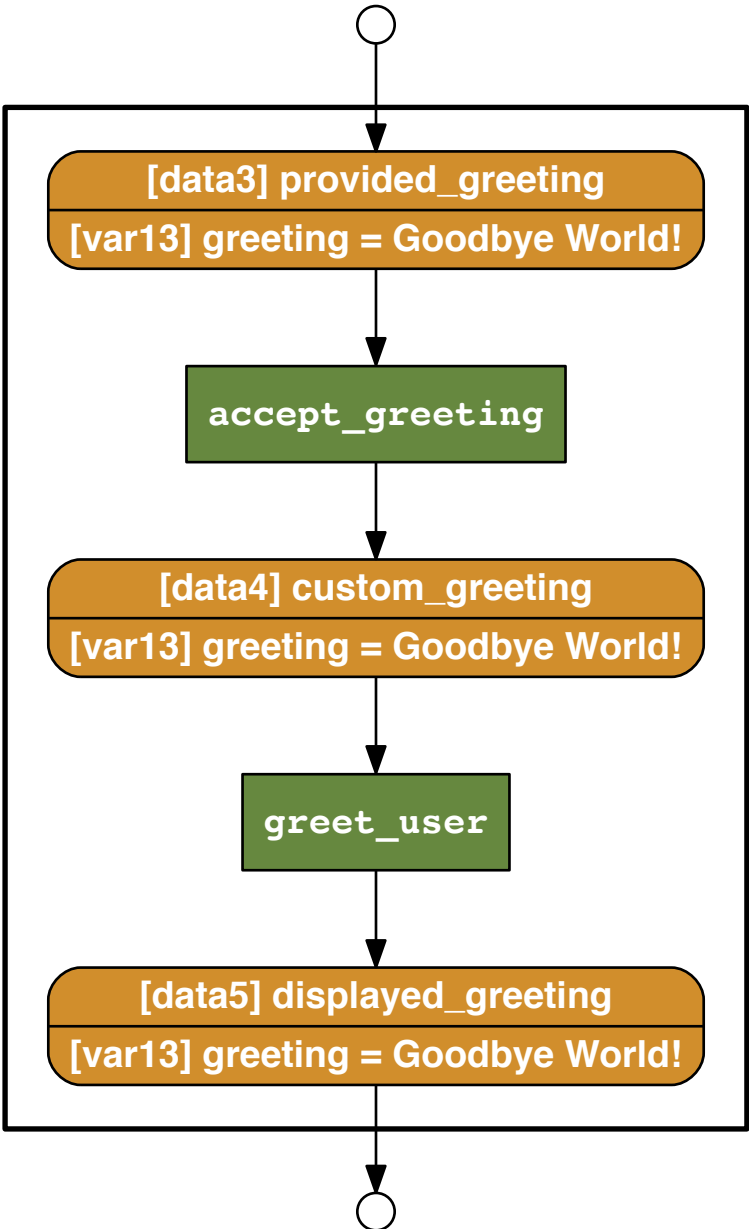 [data3] provided_greeting
[var13] greeting = Goodbye World!
accept_greeting
[data4] custom_greeting
[var13] greeting = Goodbye World!
greet_user
[data5] displayed_greeting
[var13] greeting = Goodbye World!